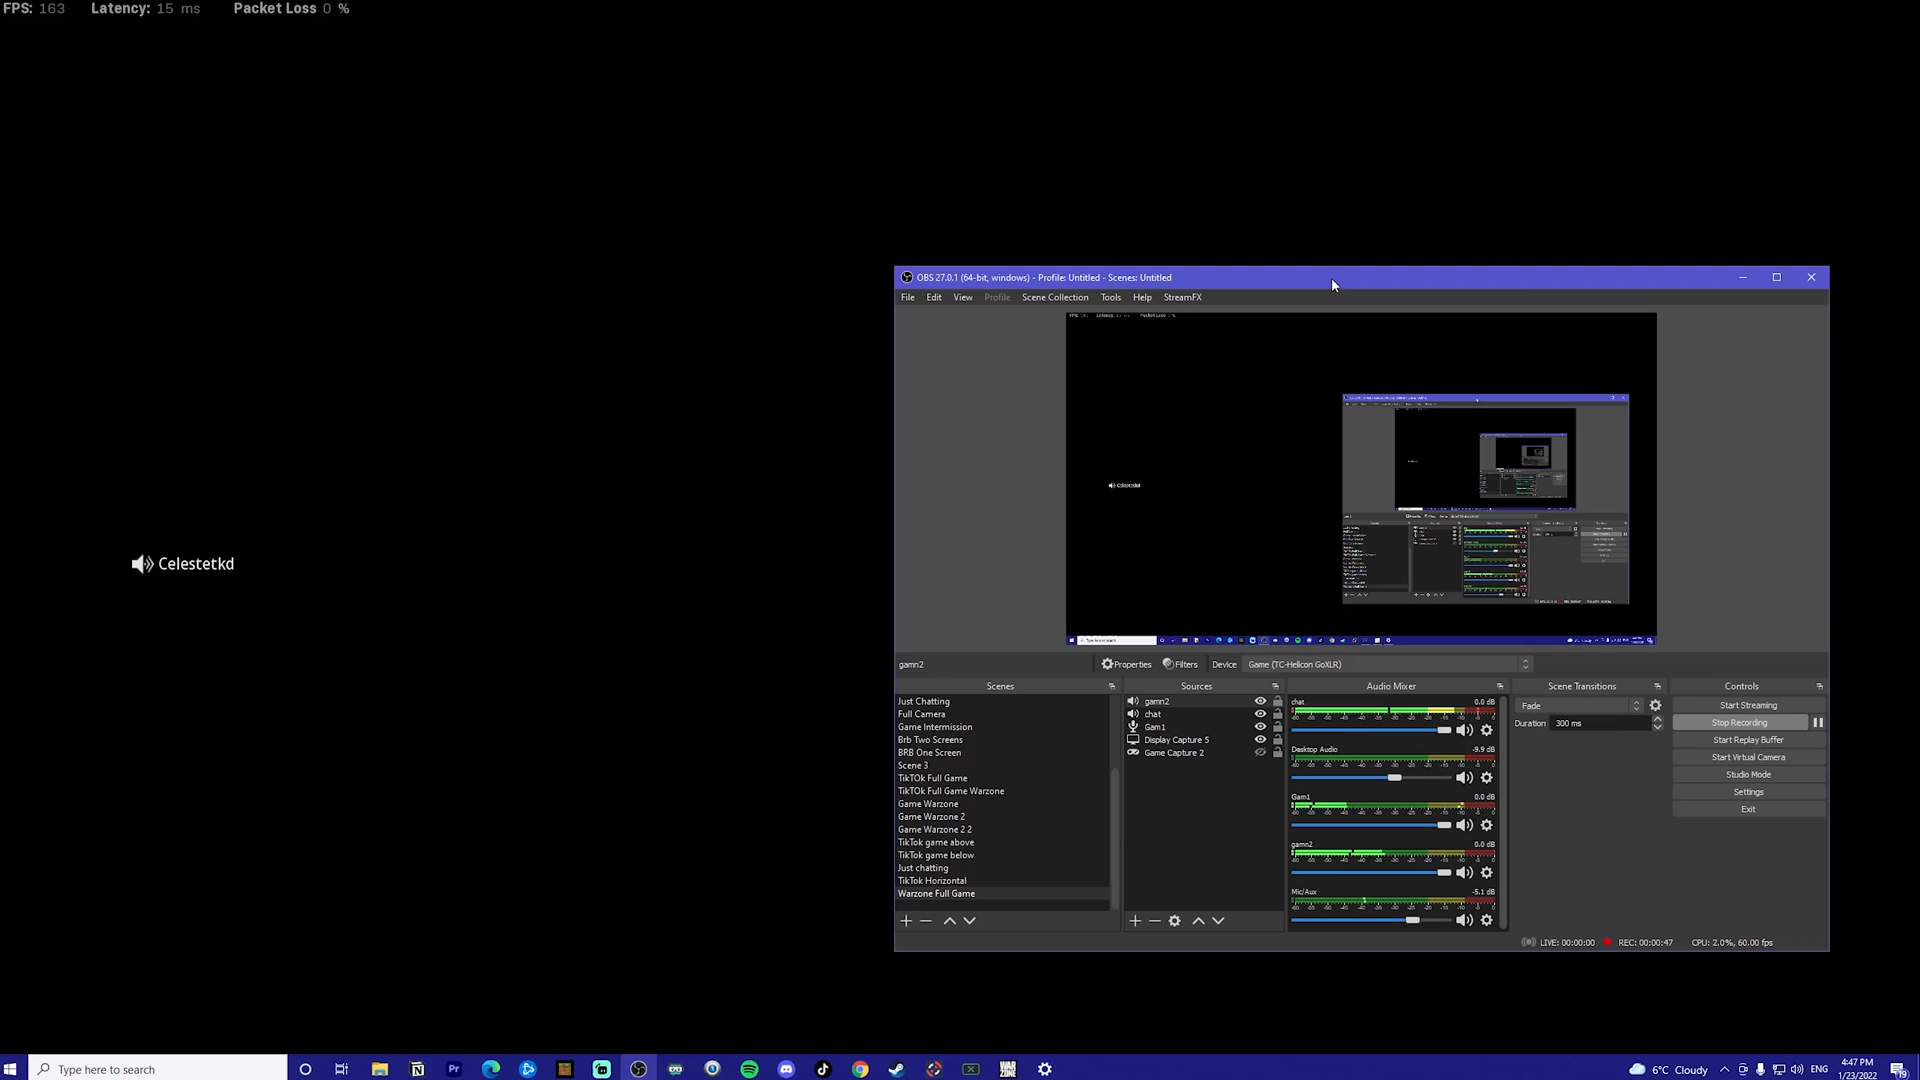 FPS: 163 Latency: 15 ms Packet Loss 0 %
OBS 27.0.1 (64-bit, windows) - Profile: Untitled - Scenes: Untitled
File Edit View Profile Scene Collection Tools Help StreamFX
Celestetkd
gamn2 Properties Filters Device Game (TC-Helicon GoXLR)
Scenes Sources Audio Mixer Scene Transitions Controls
Just Chatting
Full Camera
Game Intermission
Brb Two Screens
BRB One Screen
Scene 3
TikTOk Full Game
TikTOk Full Game Warzone
Game Warzone
Game Warzone 2
Game Warzone 2 2
TikTok game above
TikTok game below
Just chatting
TikTok Horizontal
Warzone Full Game
gamn2
chat
Gam1
Display Capture 5
Game Capture 2
chat 0.0 dB
Desktop Audio -9.9 dB
Gam1 0.0 dB
gamn2 0.0 dB
Mic/Aux -5.1 dB
Fade
Duration 300 ms
Start Streaming
Stop Recording
Start Replay Buffer
Start Virtual Camera
Studio Mode
Settings
Exit
LIVE: 00:00:00 REC: 00:00:47 CPU: 2.0%, 60.00 fps
Type here to search
Pr
WAR
ZONE
6°C Cloudy
ENG
4:47 PM
1/23/2022
19